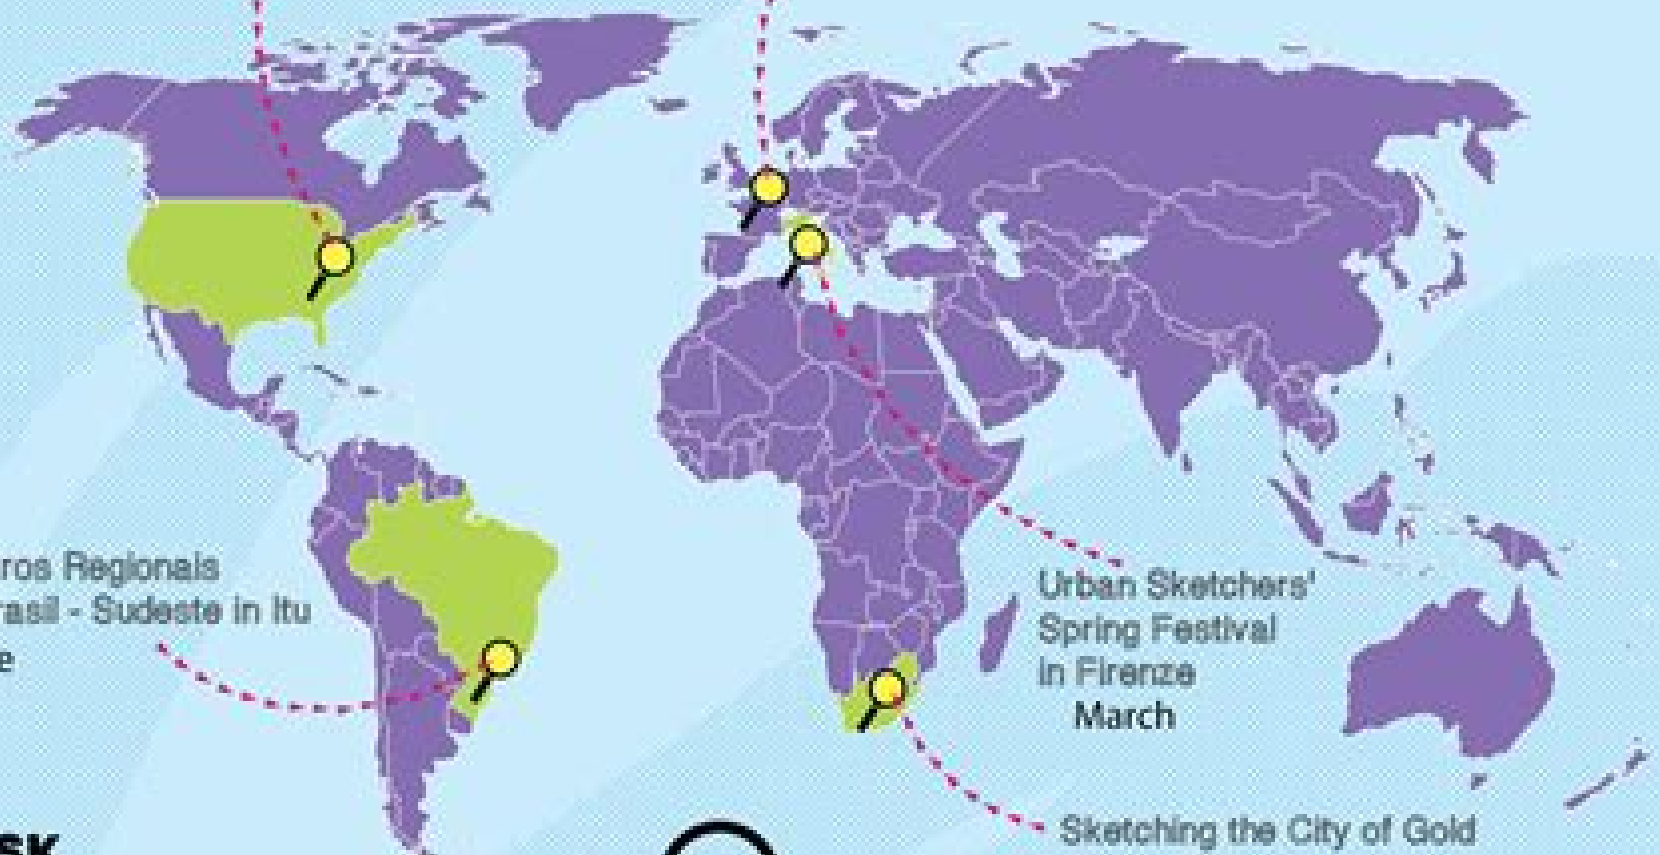 ros Regionais
rasil - Sudeste in Itu
e
Urban Sketchers'
Spring Festival
in Firenze
March
Sketching the City of Gold
sk